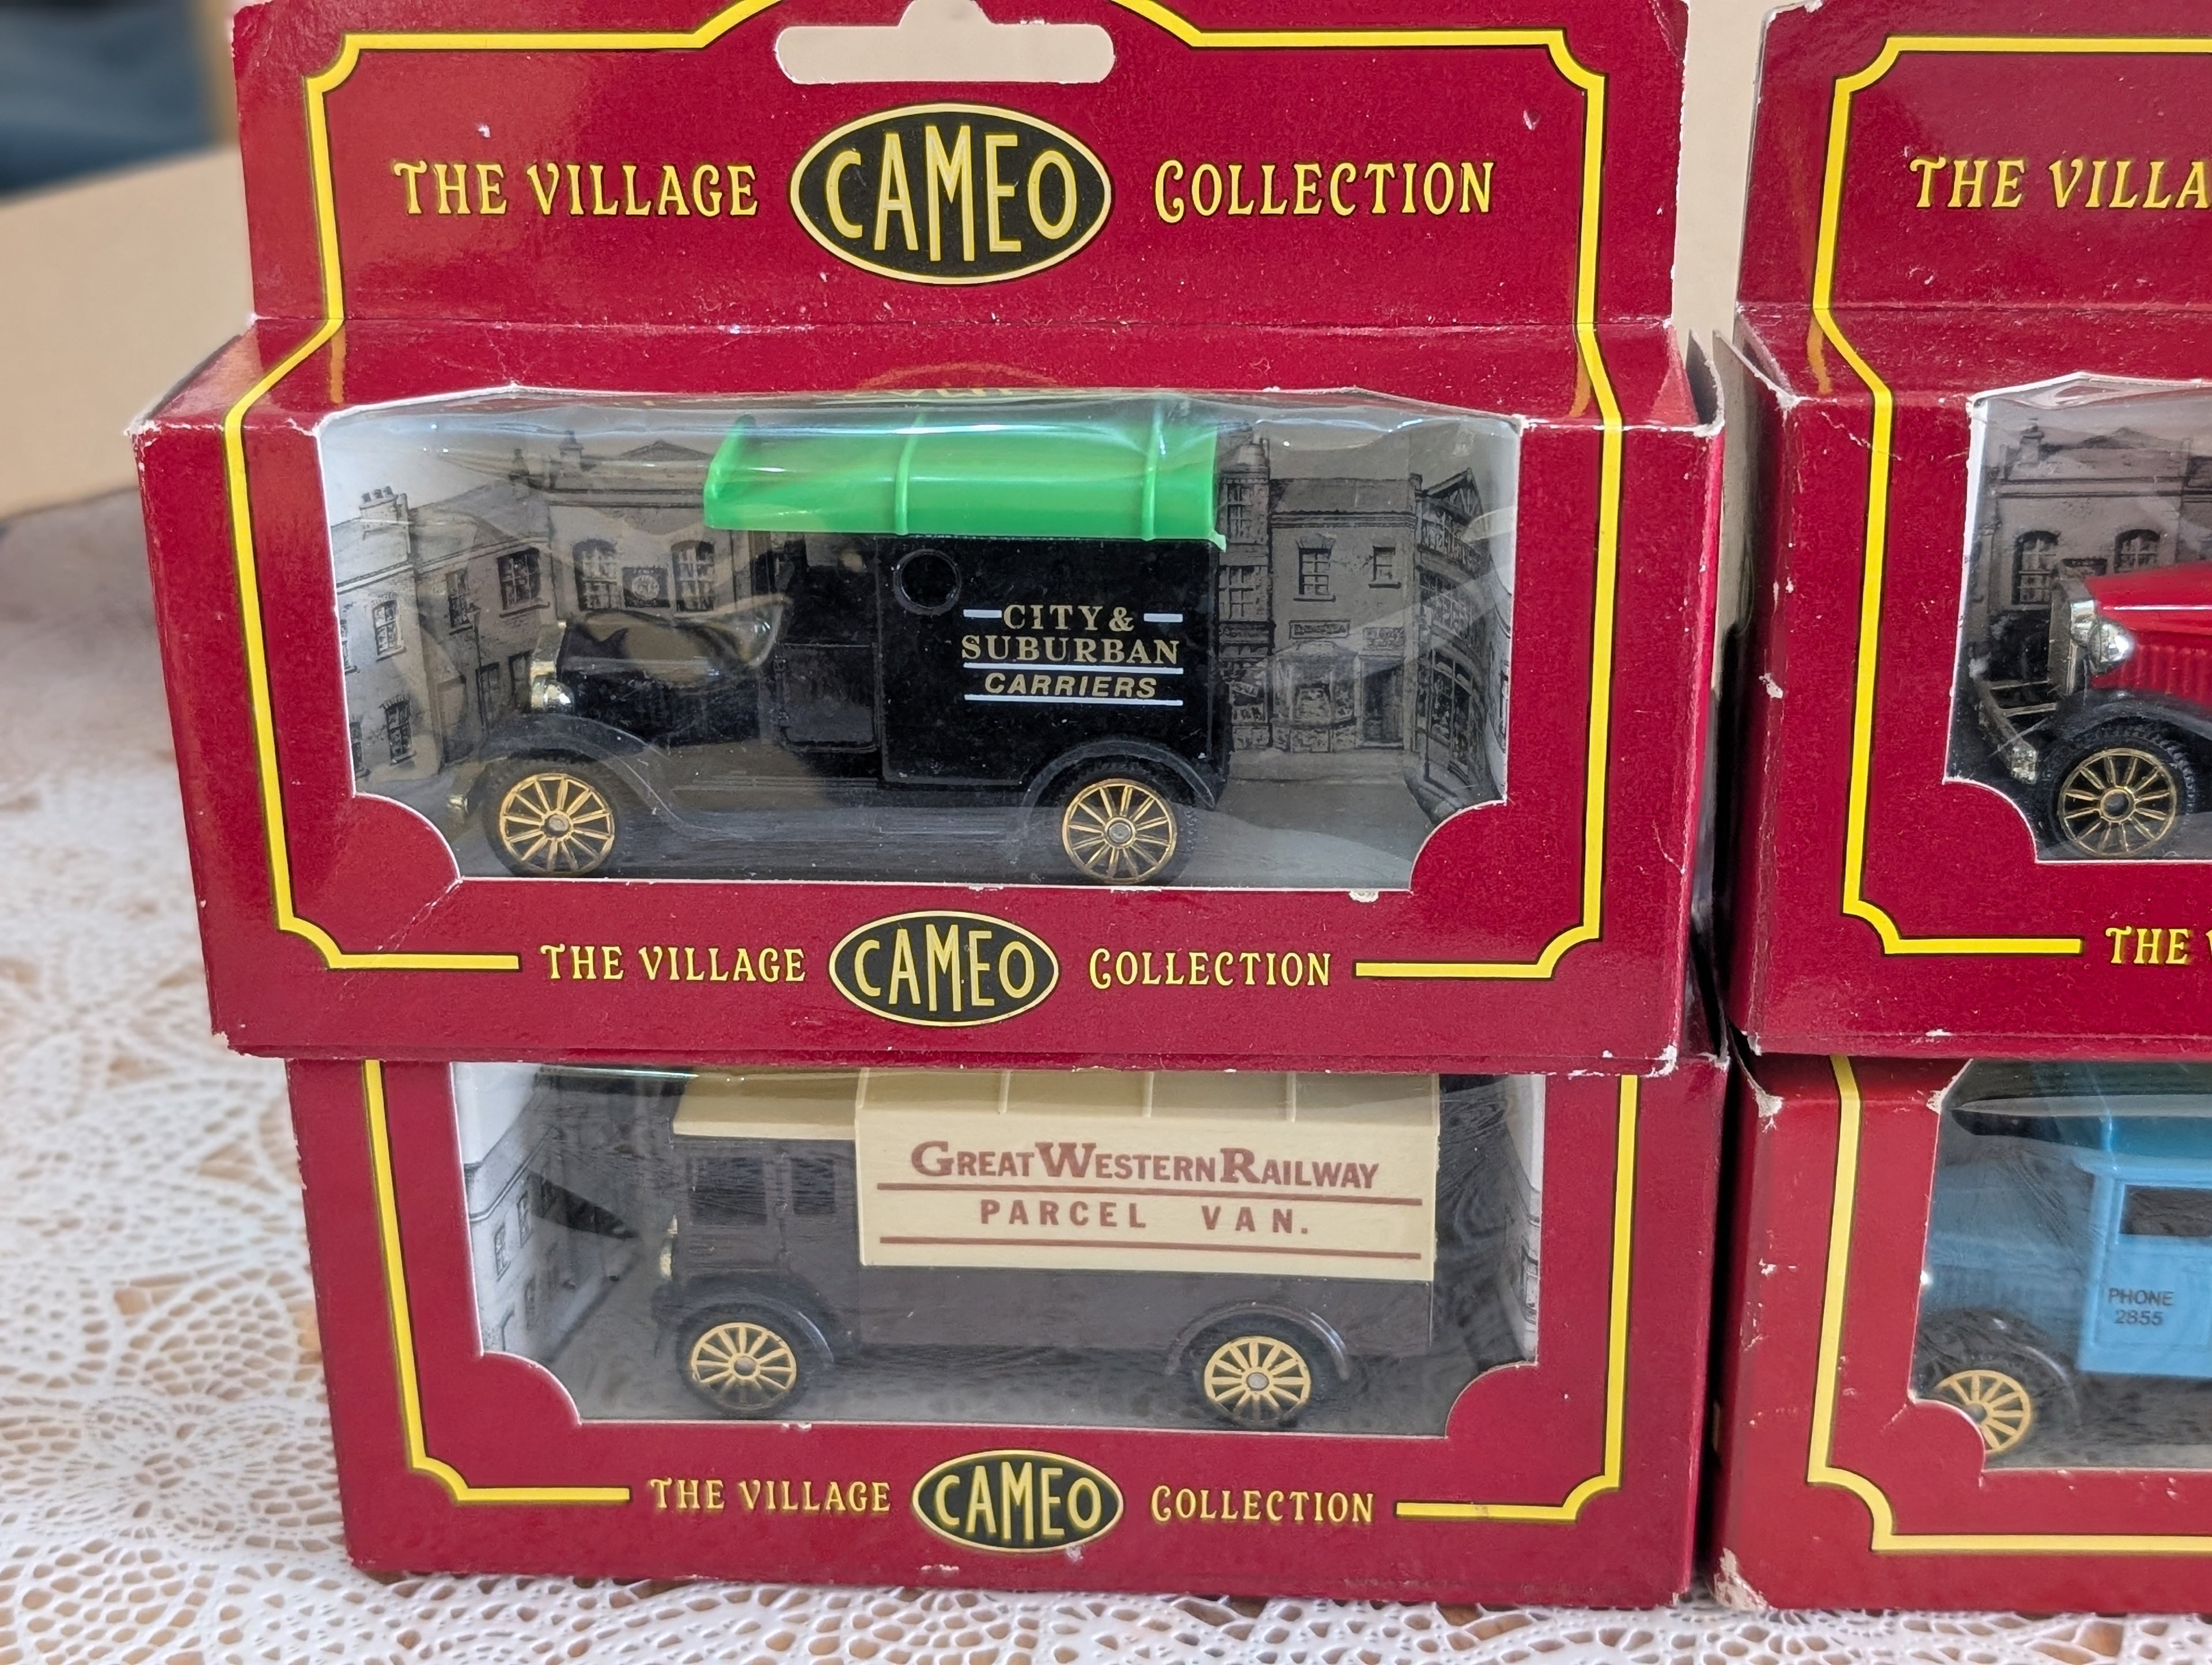 THE VILLAGE CAMEO COLLECTION
CITY &
SUBURBAN
CARRIERS
THE VILLAGE CAMEO COLLECTION
GREAT WESTERN RAILWAY
PARCEL VAN.
THE VILLAGE CAMEO COLLECTION
THE VILLA
THE
PHONE
2855